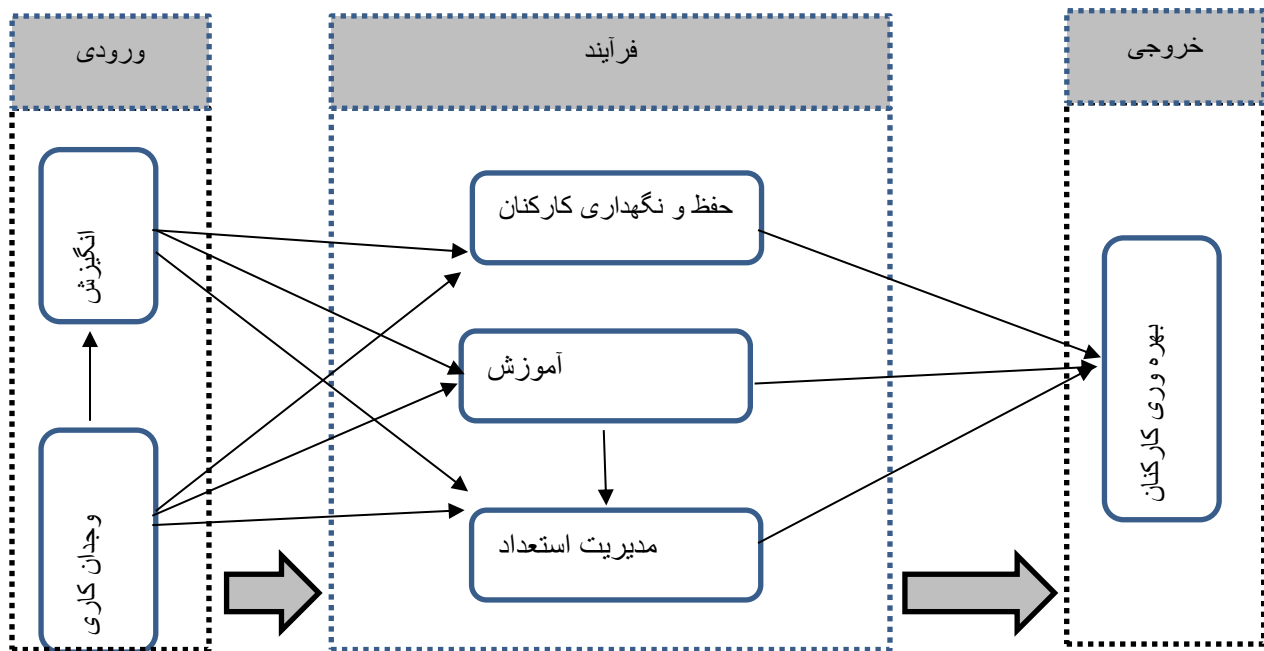 ورودی
فرآیند
خروجی
انگیزش
وجدان کاری
حفظ و نگهداری کارکنان
آموزش
مدیریت استعداد
بهره وری کارکنان